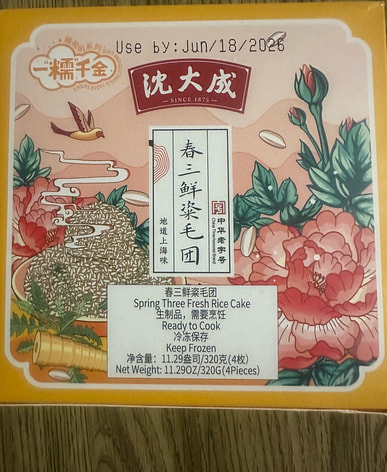 Use by:Jun/18/2026
一糯千金
沈大成
SINCE 1875
春三鲜粢毛团
地道上海味
中华老字号
春三鲜粢毛团
Spring Three Fresh Rice Cake
生制品，需要烹饪
Ready to Cook
冷冻保存
Keep Frozen
净含量：11.29盎司/320克(4枚)
Net Weight: 11.29OZ/320G(4Pieces)